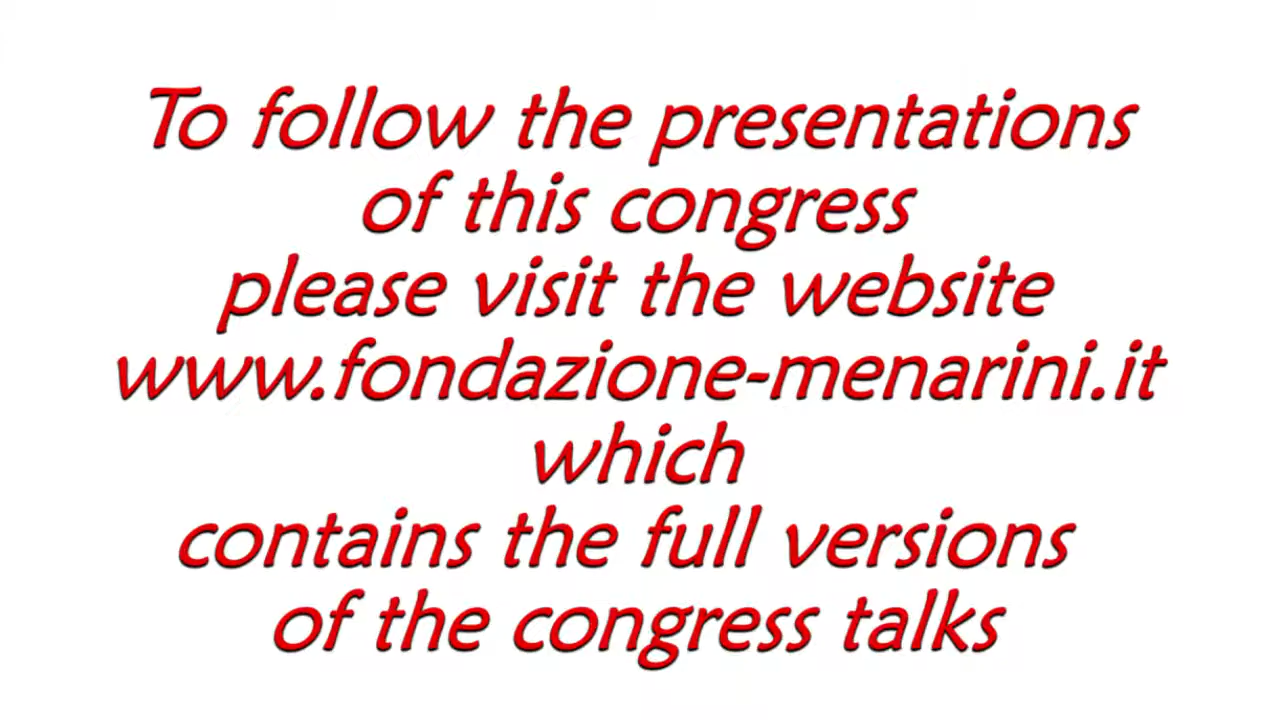 To follow the presentations
of this congress
please visit the website
www.fondazione-menarini.it
which
contains the full versions
of the congress talks